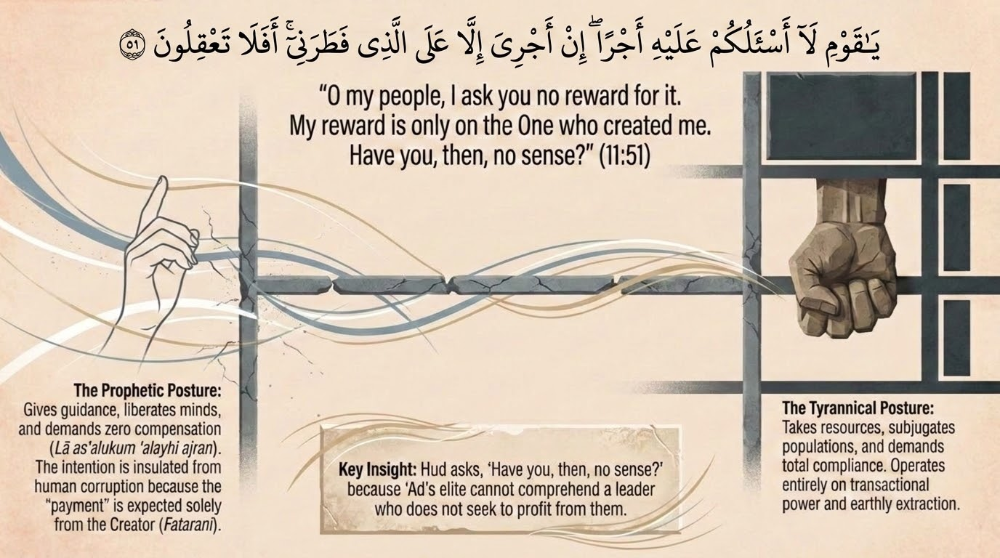 يَـٰقَوْمِ لَآ أَسْـَٔلُكُمْ عَلَيْهِ أَجْرًا ۖ إِنْ أَجْرِىَ إِلَّا عَلَى الَّذِى فَطَرَنِىٓ ۚ أَفَلَا تَعْقِلُونَ ٥١
“O my people, I ask you no reward for it.
My reward is only on the One who created me.
Have you, then, no sense?” (11:51)
The Prophetic Posture:
Gives guidance, liberates minds,
and demands zero compensation
(Lā as'alukum 'alayhi ajran).
The intention is insulated from
human corruption because the
“payment” is expected solely
from the Creator (Fatarani).
Key Insight: Hud asks, ‘Have you, then, no sense?’
because ‘Ad’s elite cannot comprehend a leader
who does not seek to profit from them.
The Tyrannical Posture:
Takes resources, subjugates
populations, and demands
total compliance. Operates
entirely on transactional
power and earthly extraction.